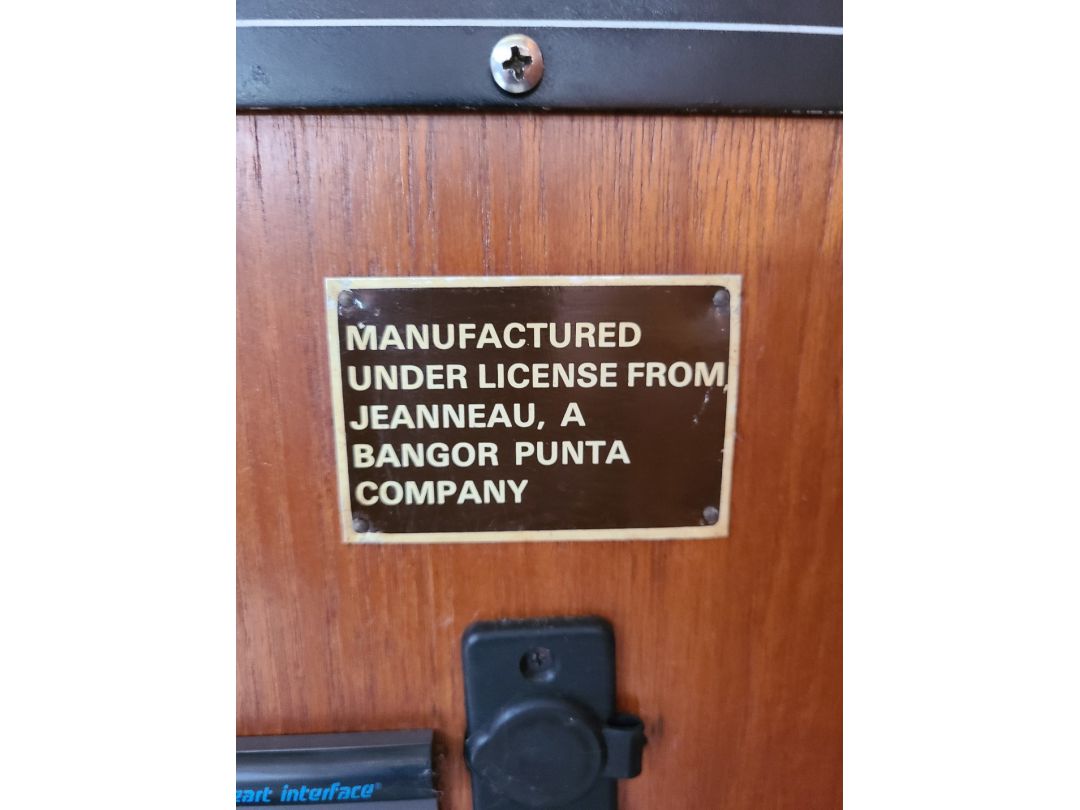 MANUFACTURED
UNDER LICENSE FROM,
JEANNEAU, A
BANGOR PUNTA
COMPANY
interface